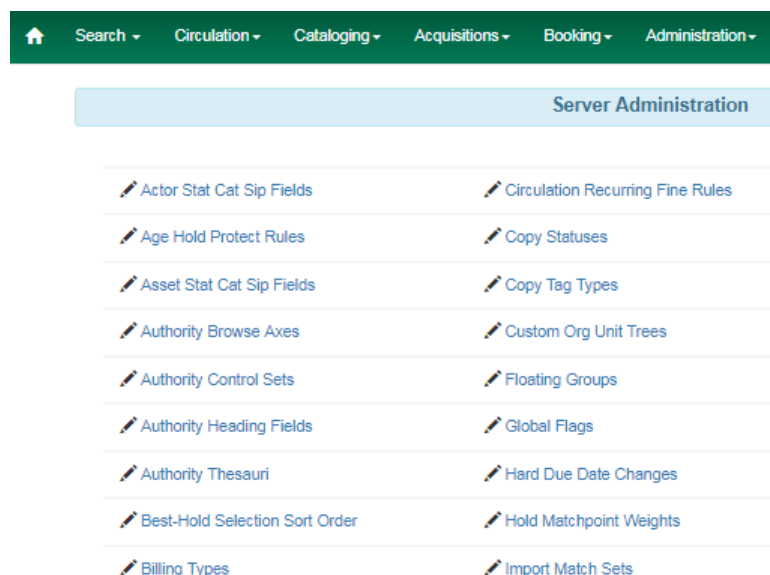 Search Circulation Cataloging Acquisitions Booking Administration
Server Administration
Actor Stat Cat Sip Fields Circulation Recurring Fine Rules
Age Hold Protect Rules Copy Statuses
Asset Stat Cat Sip Fields Copy Tag Types
Authority Browse Axes Custom Org Unit Trees
Authority Control Sets Floating Groups
Authority Heading Fields Global Flags
Authority Thesauri Hard Due Date Changes
Best-Hold Selection Sort Order Hold Matchpoint Weights
Billing Types Import Match Sets